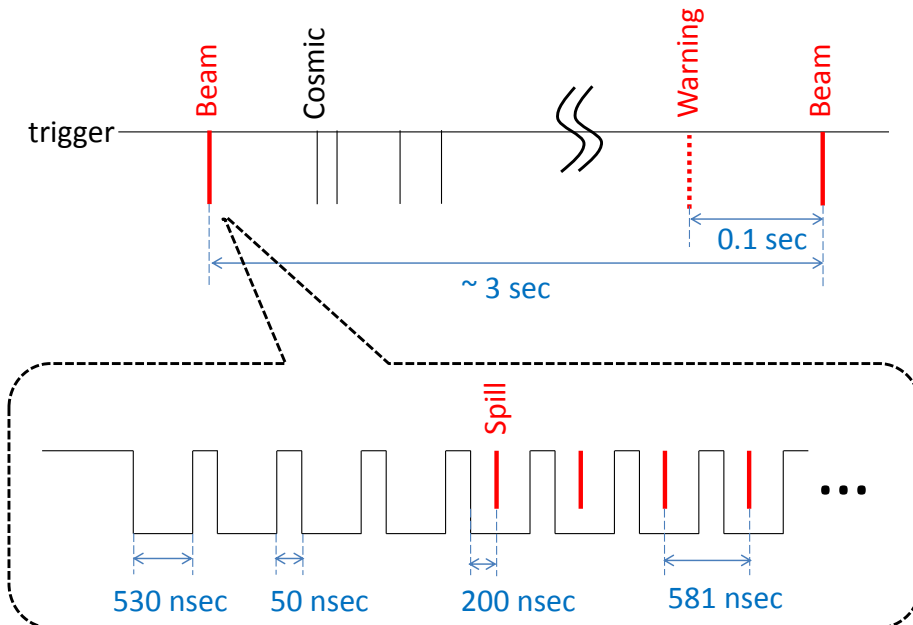 Beam
Cosmic
Warning
Beam
trigger
0.1 sec
~ 3 sec
Spill
530 nsec
50 nsec
200 nsec
581 nsec